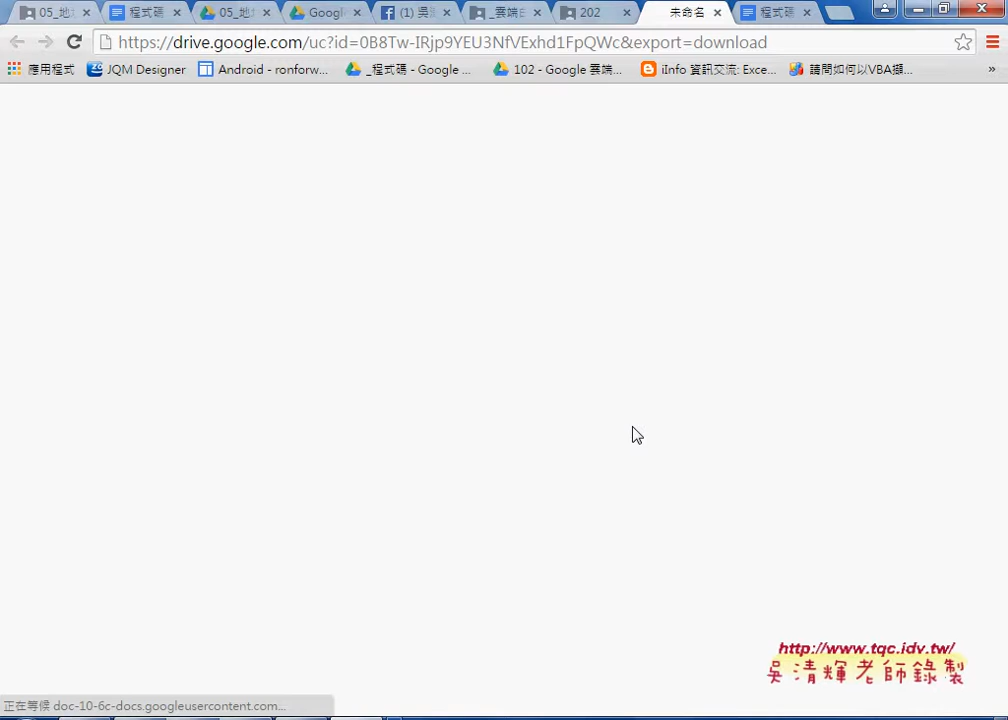 05_地 程式碼 05_地 Google (1) 吳 _雲端 202 未命名 程式碼
https://drive.google.com/uc?id=0B8Tw-IRjp9YEU3NfVExhd1FpQWc&export=download
應用程式 JQM Designer Android - ronforw... _程式碼 - Google ... 102 - Google 雲端... iInfo 資訊交流: Exce... 請問如何以VBA擷... »
http://www.tqc.idv.tw/
吳清輝老師錄製
正在等候 doc-10-6c-docs.googleusercontent.com...